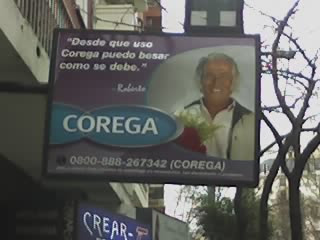 "Desde que uso
Corega puedo besar
como se debe."
- Roberto
COREGA
0800-888-267342 (COREGA)
CREAR-